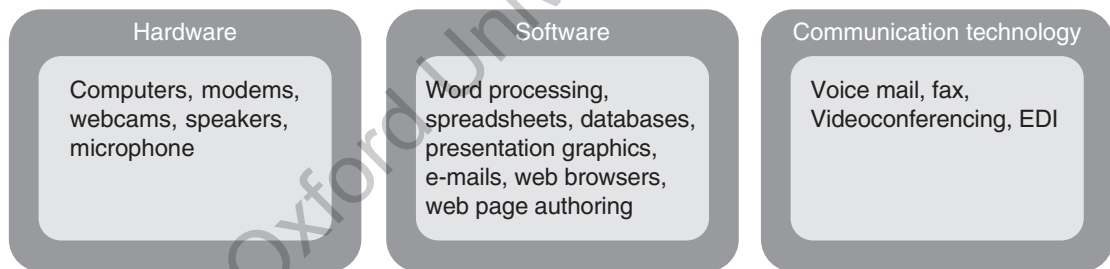 Hardware
Computers, modems,
webcams, speakers,
microphone
Software
Word processing,
spreadsheets, databases,
presentation graphics,
e-mails, web browsers,
web page authoring
Communication technology
Voice mail, fax,
Videoconferencing, EDI
Oxford